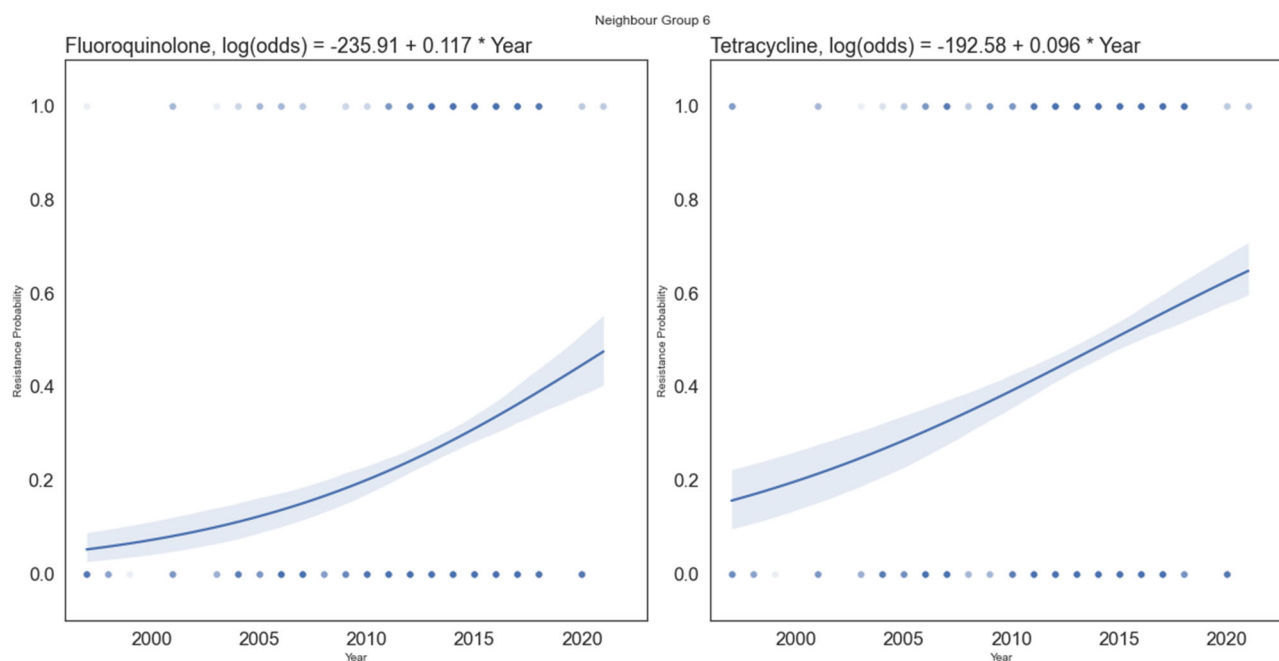 Neighbour Group 6
Fluoroquinolone, log(odds) = -235.91 + 0.117 * Year
1.0
0.8
0.6
0.4
0.2
0.0
Resistance Probability
2000 2005 2010 2015 2020
Year
Tetracycline, log(odds) = -192.58 + 0.096 * Year
1.0
0.8
0.6
0.4
0.2
0.0
Resistance Probability
2000 2005 2010 2015 2020
Year